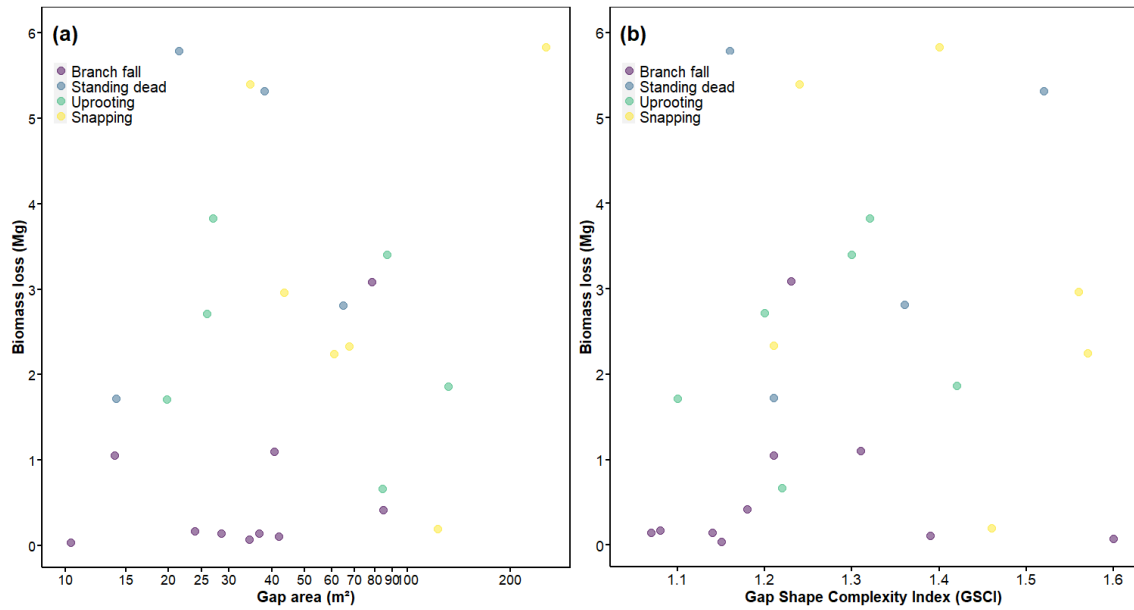 (a)
Branch fall
Standing dead
Uprooting
Snapping
6
5
4
3
2
1
0
Biomass loss (Mg)
10 15 20 25 30 40 50 60 70 80 90 100 200
Gap area (m²)
(b)
Branch fall
Standing dead
Uprooting
Snapping
6
5
4
3
2
1
0
Biomass loss (Mg)
1.1 1.2 1.3 1.4 1.5 1.6
Gap Shape Complexity Index (GSCI)